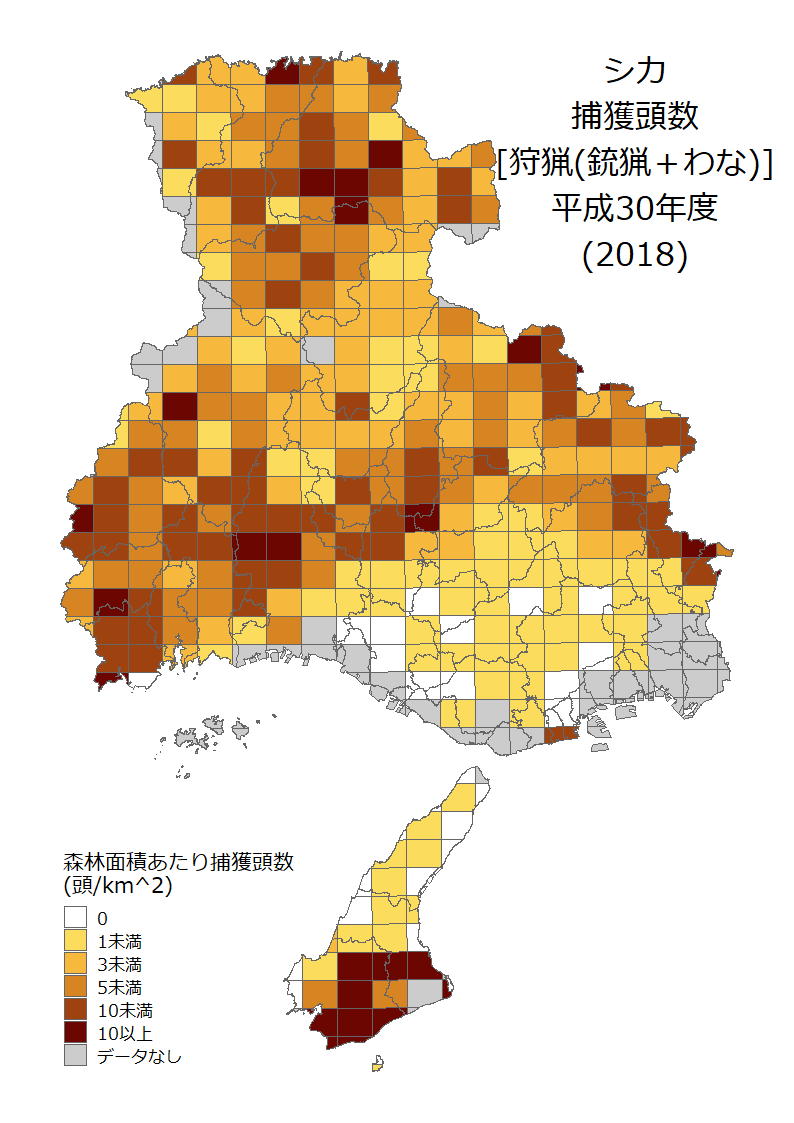 シカ
捕獲頭数
[狩猟(銃猟＋わな)]
平成30年度
(2018)
森林面積あたり捕獲頭数
(頭/km^2)
0
1未満
3未満
5未満
10未満
10以上
データなし